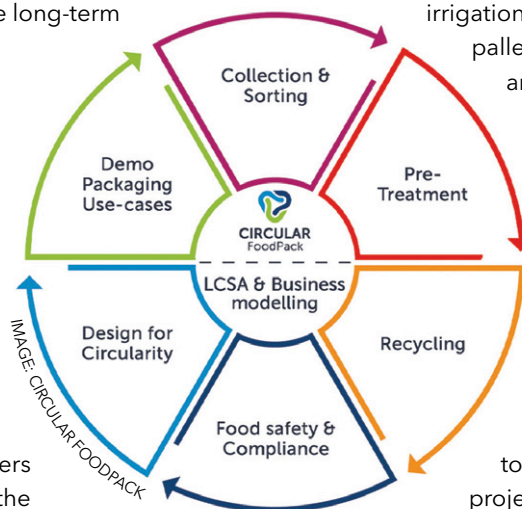 e long-term
irrigation
palle
ar
Collection &
Sorting
Demo
Packaging
Use-cases
Pre-
Treatment
CIRCULAR
FoodPack
LCSA & Business
modelling
Design for
Circularity
Recycling
Food safety &
Compliance
IMAGE: CIRCULAR FOODPACK
ers
the
to
proje